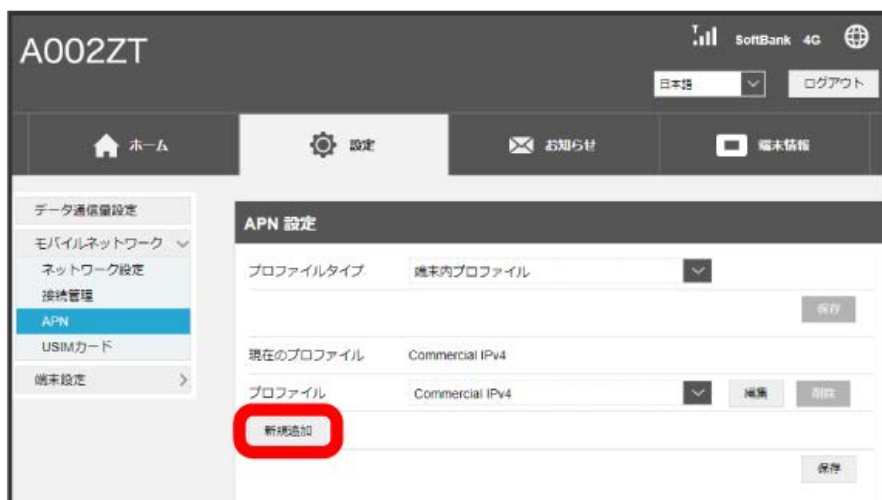 A002ZT
SoftBank 4G
日本語
ログアウト
ホーム
設定
お知らせ
端末情報
データ通信量設定
モバイルネットワーク
ネットワーク設定
接続管理
APN
USIMカード
端末設定
APN 設定
プロファイルタイプ 端末内プロファイル
保存
現在のプロファイル Commercial IPv4
プロファイル Commercial IPv4 編集 削除
新規追加
保存